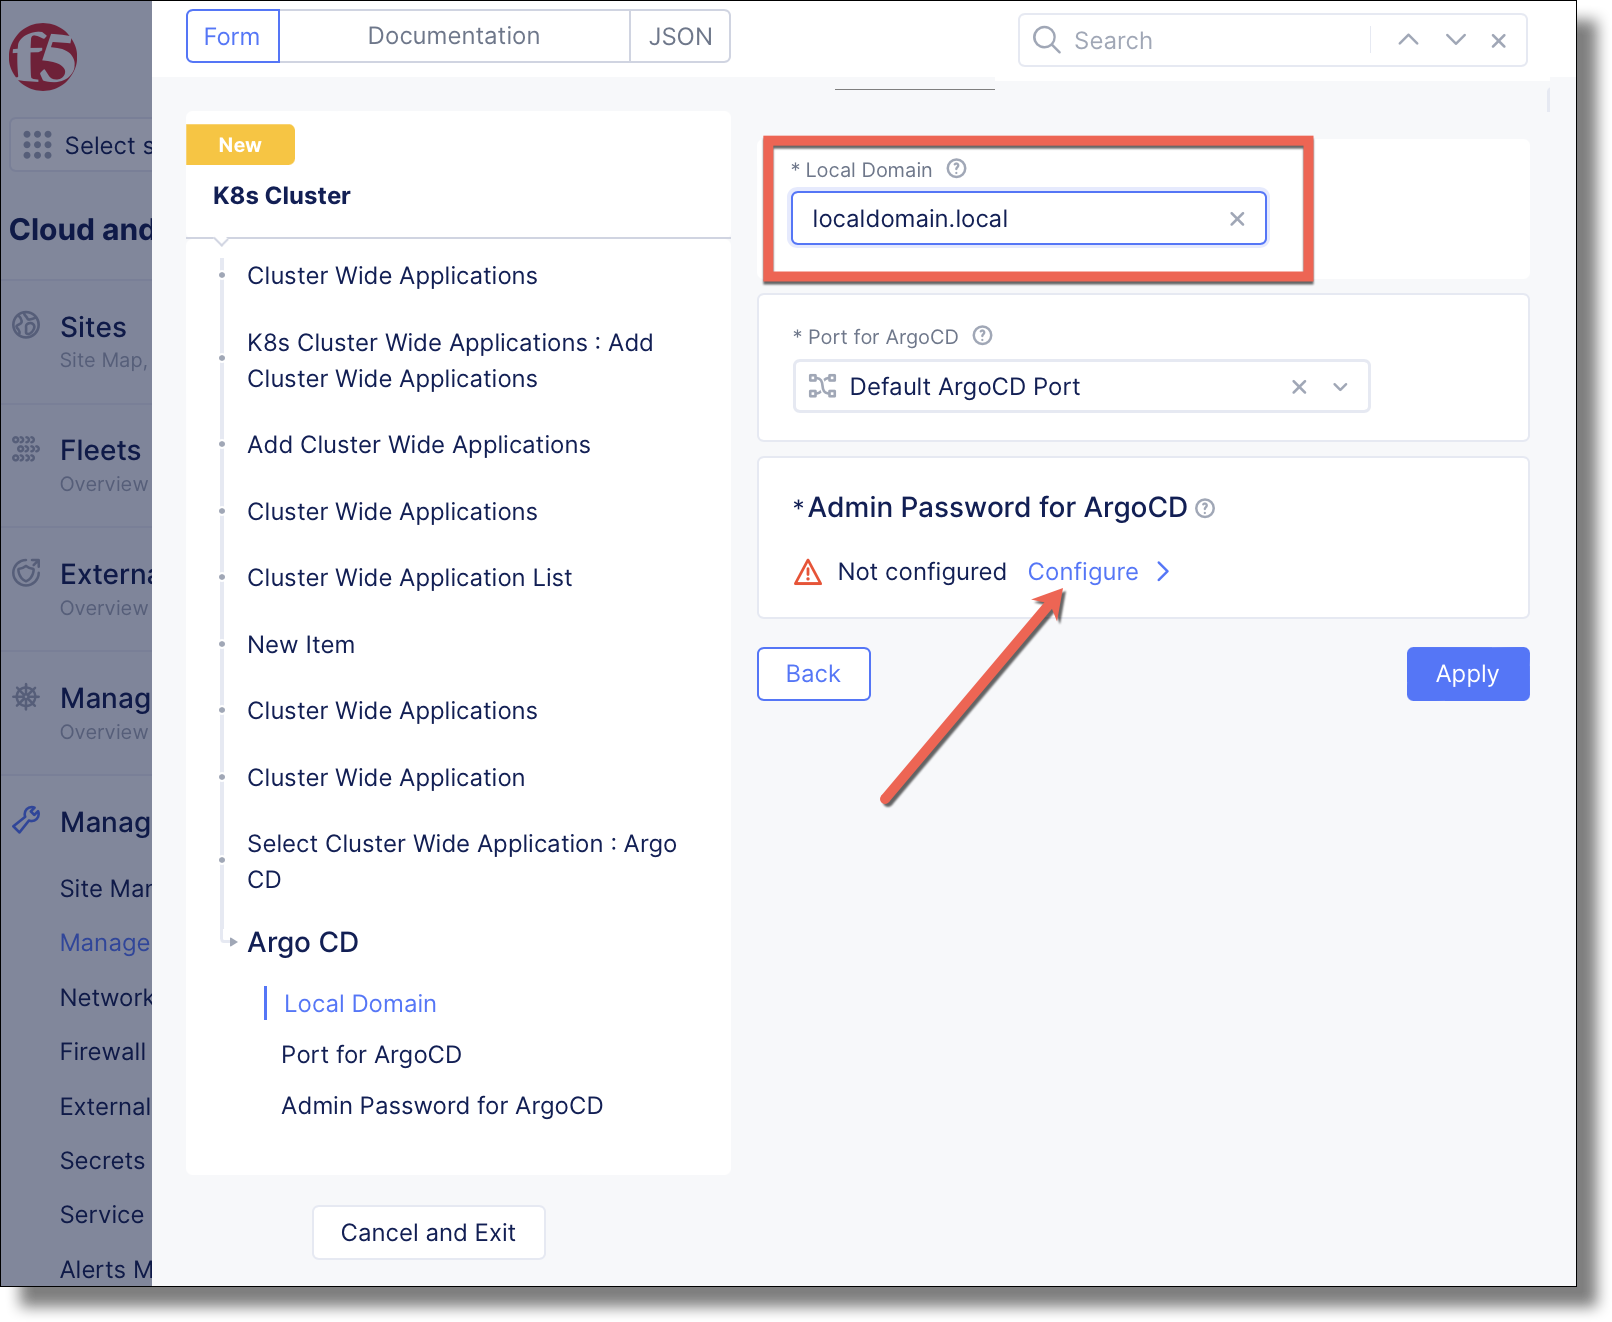 f5
Select s
Cloud and
Sites
Site Map,
Fleets
Overview
Externa
Overview
Manag
Overview
Manag
Site Mar
Manage
Network
Firewall
External
Secrets
Service
Alerts M
Form
Documentation
JSON
Search
New
K8s Cluster
Cluster Wide Applications
K8s Cluster Wide Applications : Add
Cluster Wide Applications
Add Cluster Wide Applications
Cluster Wide Applications
Cluster Wide Application List
New Item
Cluster Wide Applications
Cluster Wide Application
Select Cluster Wide Application : Argo
CD
Argo CD
Local Domain
Port for ArgoCD
Admin Password for ArgoCD
Cancel and Exit
* Local Domain
localdomain.local
* Port for ArgoCD
Default ArgoCD Port
*Admin Password for ArgoCD
Not configured Configure
Back
Apply